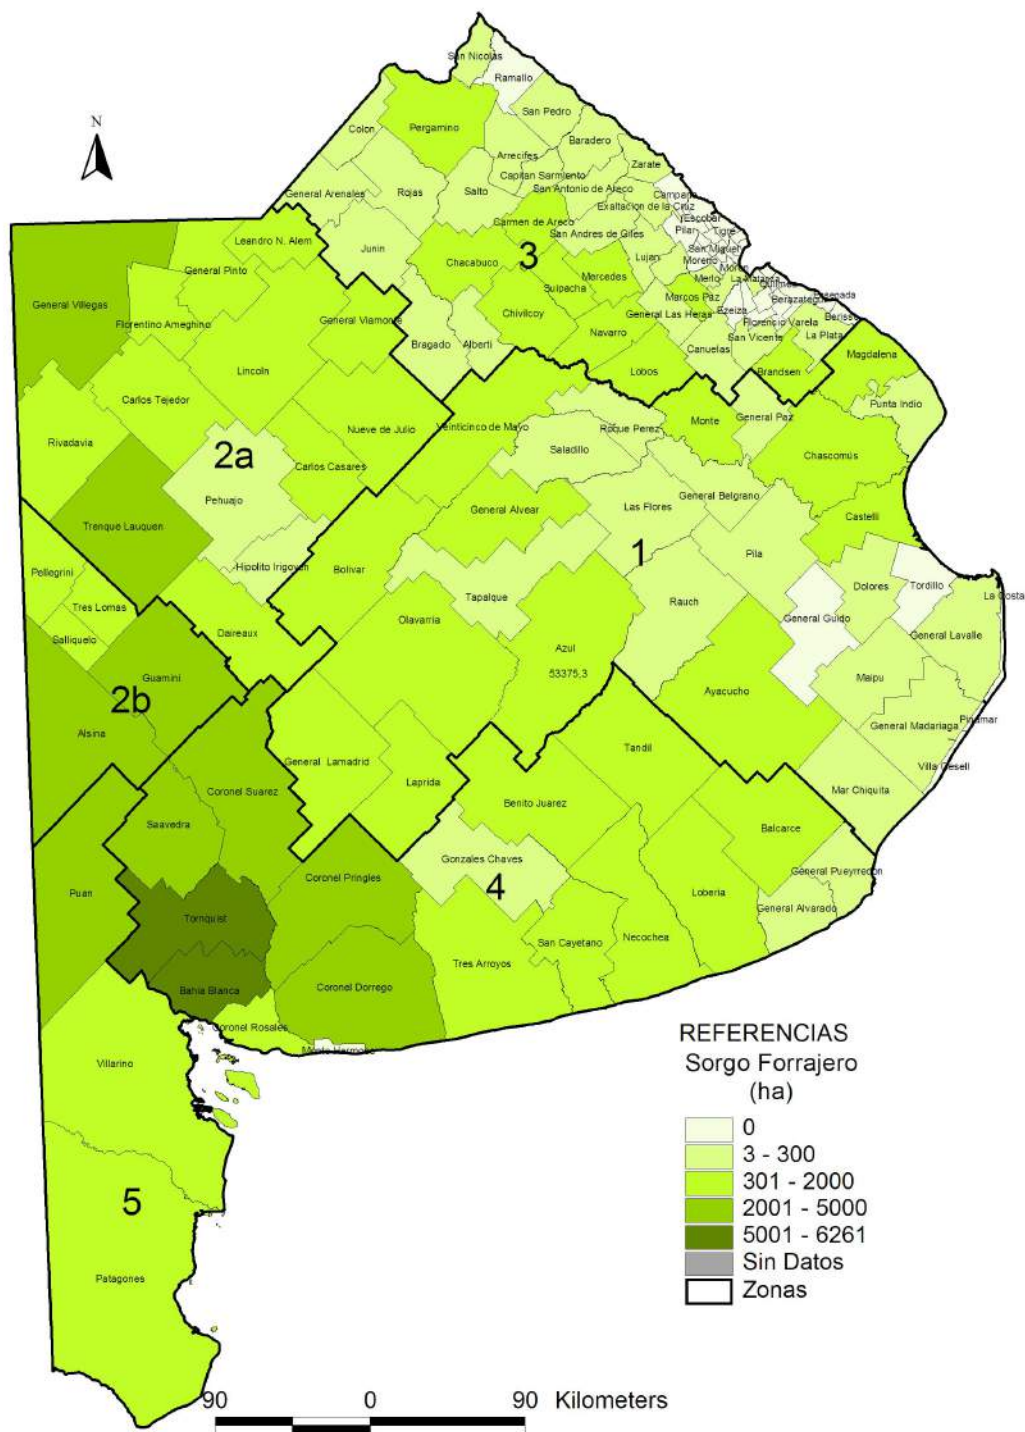 N
San Nicolas
Ramallo
San Pedro
Pergamino
Colon
Baradero
Arrecifes
Zarate
Capitan Sarmiento
San Antonio de Areco
Rojas
Salto
General Arenales
Campana
Exaltacion de la Cruz
Escobar
Carmen de Areco
Pilar
Tigre
San Andres de Giles
Leandro N. Alem
Junin
San Miguel
3
Lujan
Moreno
Moron
Chacabuco
General Pinto
Mercedes
Merlo
La Matanza
Quilmes
Suipacha
Ensenada
Marcos Paz
Berazategui
General Villegas
Chivilcoy
General Las Heras
Ezeiza
Berisso
General Viamonte
Florencio Varela
Florentino Ameghino
Navarro
San Vicente
La Plata
Bragado
Alberti
Canuelas
Magdalena
Lincoln
Lobos
Brandsen
Carlos Tejedor
Punta Indio
General Paz
Monte
Nueve de Julio
Veinticinco de Mayo
Roque Perez
Rivadavia
Saladillo
2a
Chascomús
Carlos Casares
General Belgrano
Pehuajo
Las Flores
General Alvear
Castelli
Trenque Lauquen
1
Pila
Hipolito Irigoyen
Bolivar
Pellegrini
Dolores
Tordillo
Tapalque
Rauch
La Costa
Tres Lomas
General Guido
Olavarria
Daireaux
General Lavalle
Salliquelo
Azul
53375,3
Guamini
Maipu
Ayacucho
2b
Alsina
Pinamar
General Madariaga
Tandil
General Lamadrid
Villa Gesell
Laprida
Coronel Suarez
Mar Chiquita
Benito Juarez
Saavedra
Balcarce
Gonzales Chaves
Coronel Pringles
General Pueyrredon
4
Puan
Loberia
General Alvarado
Tornquist
Necochea
San Cayetano
Tres Arroyos
Bahia Blanca
Coronel Dorrego
Coronel Rosales
Monte Hermoso
Villarino
5
Patagones
REFERENCIAS
Sorgo Forrajero
(ha)
0
3 - 300
301 - 2000
2001 - 5000
5001 - 6261
Sin Datos
Zonas
90 0 90 Kilometers